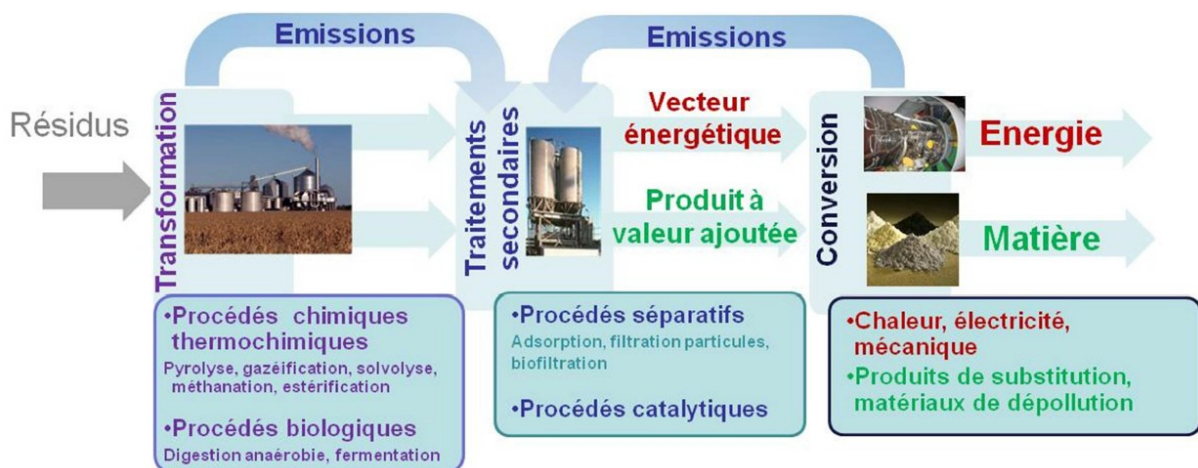 Emissions
Emissions
Résidus
Transformation
Traitements
secondaires
Vecteur
énergétique
Produit à
valeur ajoutée
Conversion
Energie
Matière
•Procédés chimiques
thermochimiques
Pyrolyse, gazéification, solvolyse,
méthanation, estérification
•Procédés biologiques
Digestion anaérobie, fermentation
•Procédés séparatifs
Adsorption, filtration particules,
biofiltration
•Procédés catalytiques
•Chaleur, électricité,
mécanique
•Produits de substitution,
matériaux de dépollution